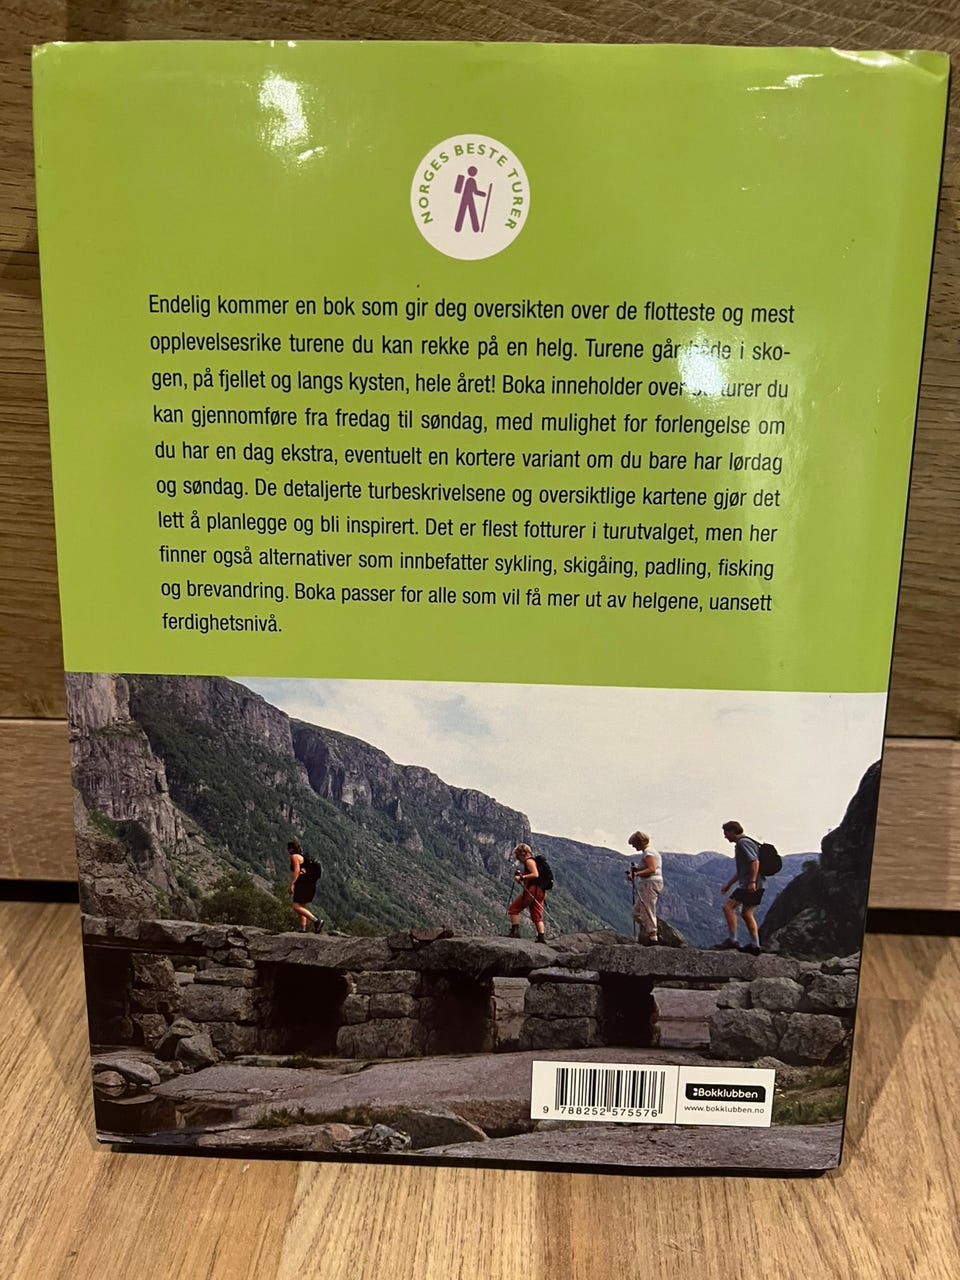 NORGES BESTE TURER
Endelig kommer en bok som gir deg oversikten over de flotteste og mest
opplevelsesrike turene du kan rekke på en helg. Turene går både i sko-
gen, på fjellet og langs kysten, hele året! Boka inneholder over turer du
kan gjennomføre fra fredag til søndag, med mulighet for forlengelse om
du har en dag ekstra, eventuelt en kortere variant om du bare har lørdag
og søndag. De detaljerte turbeskrivelsene og oversiktlige kartene gjør det
lett å planlegge og bli inspirert. Det er flest fotturer i turutvalget, men her
finner også alternativer som innbefatter sykling, skigåing, padling, fisking
og brevandring. Boka passer for alle som vil få mer ut av helgene, uansett
ferdighetsnivå.
9 788252 575576
Bokklubben
www.bokklubben.no